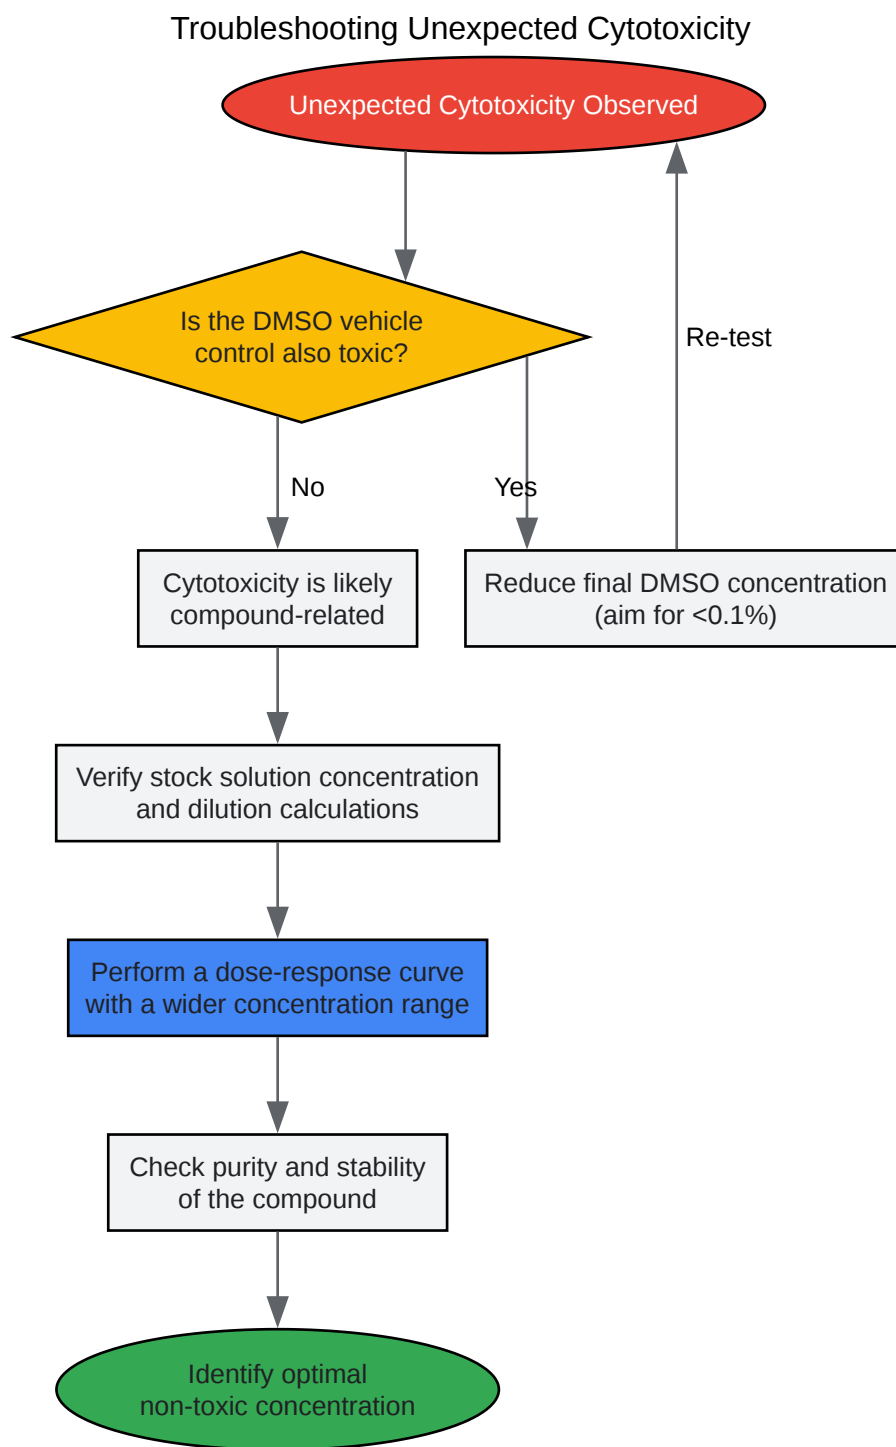 Troubleshooting Unexpected Cytotoxicity
Unexpected Cytotoxicity Observed
Is the DMSO vehicle
control also toxic?
Re-test
No
Yes
Cytotoxicity is likely
compound-related
Reduce final DMSO concentration
(aim for <0.1%)
Verify stock solution concentration
and dilution calculations
Perform a dose-response curve
with a wider concentration range
Check purity and stability
of the compound
Identify optimal
non-toxic concentration